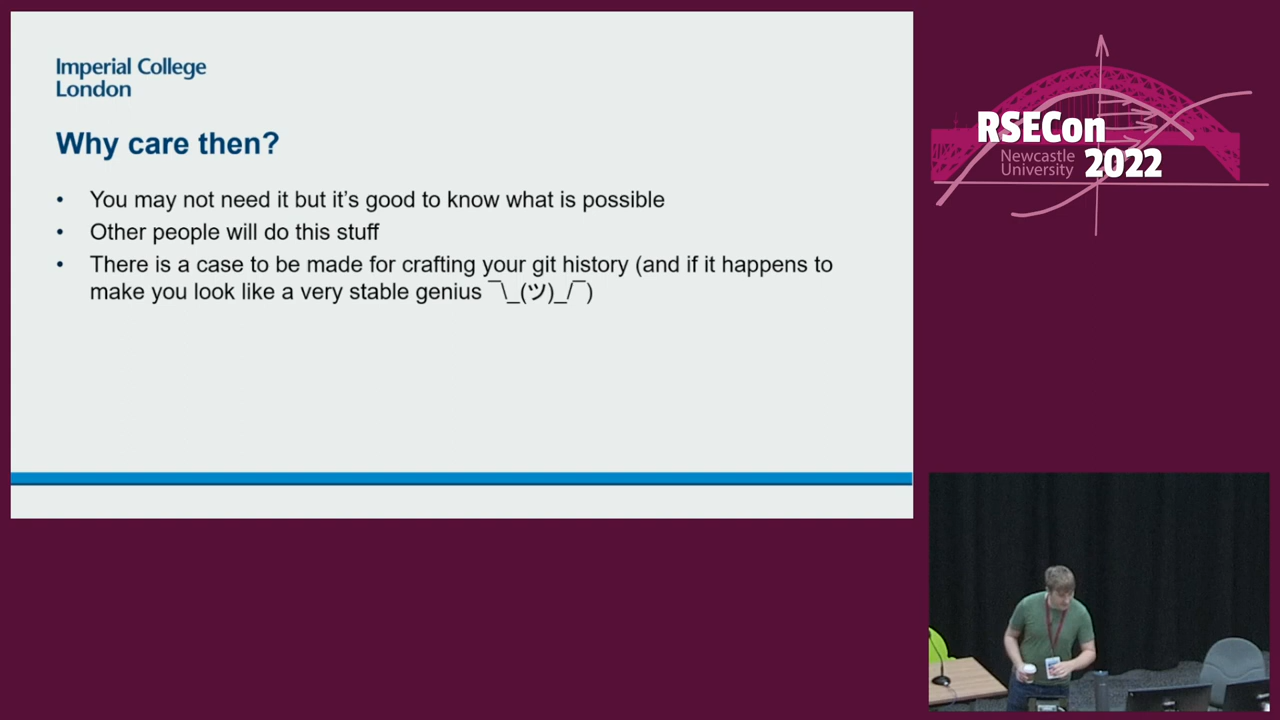 Imperial College
London
Why care then?
• You may not need it but it’s good to know what is possible
• Other people will do this stuff
• There is a case to be made for crafting your git history (and if it happens to
make you look like a very stable genius ¯\_(ツ)_/¯)
RSECon
Newcastle
University
2022